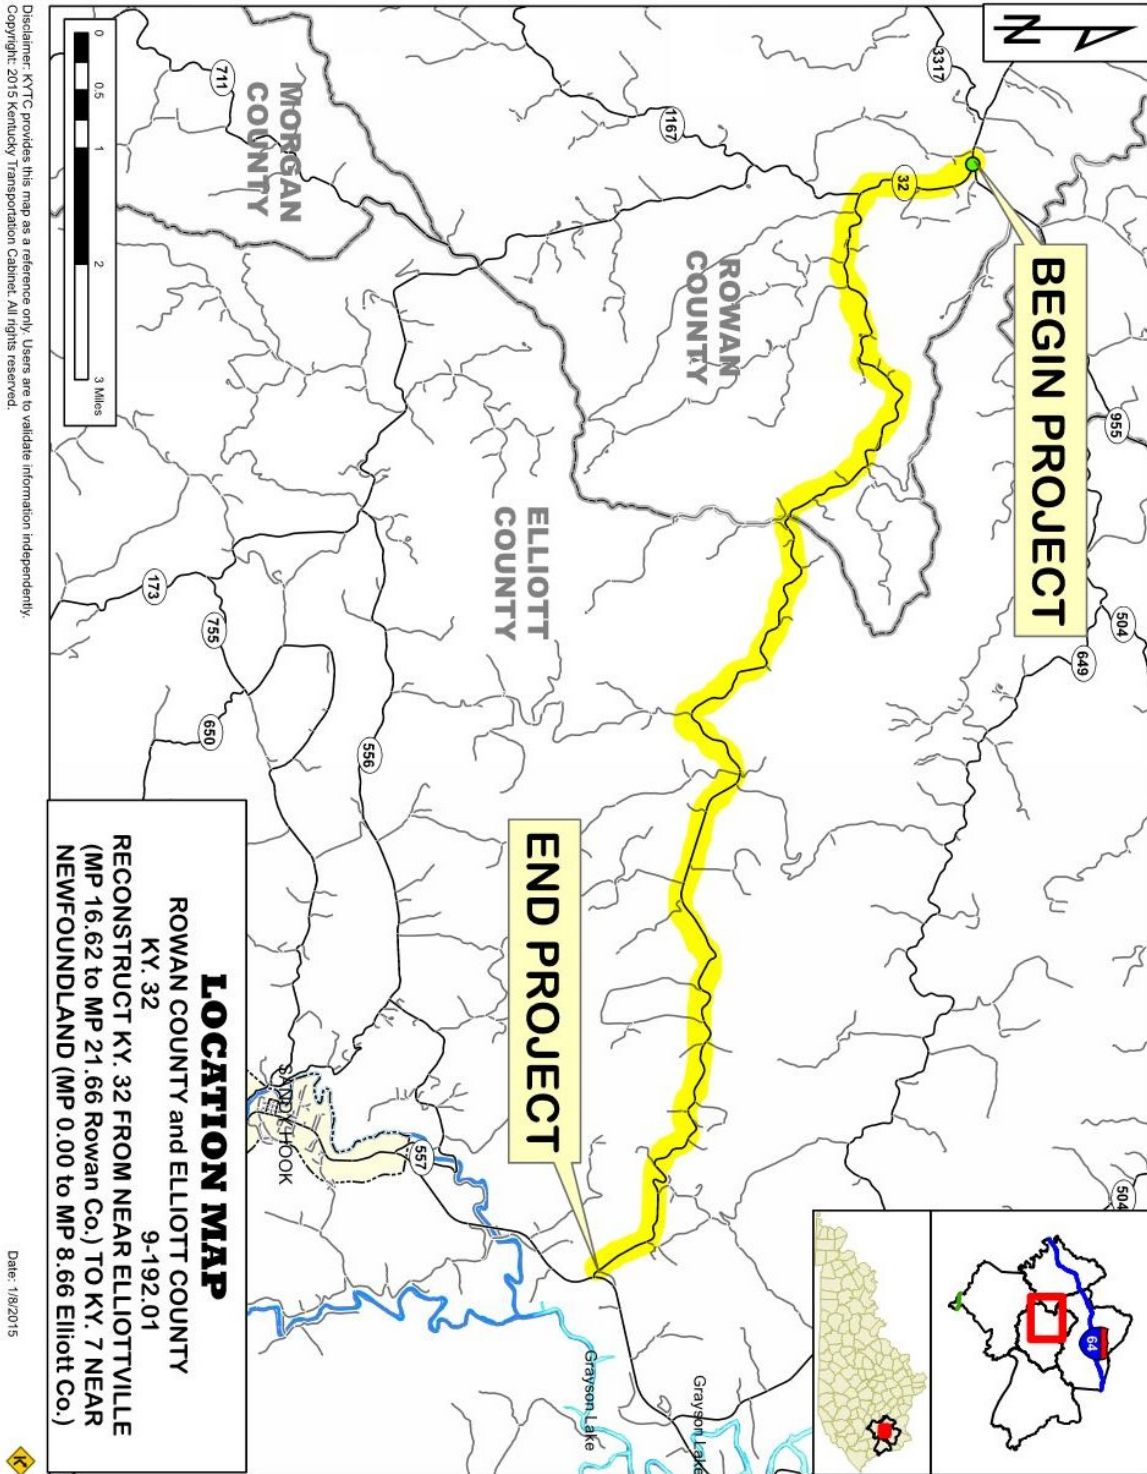 N
3317
BEGIN PROJECT
955
504
649
504
32
1167
711
MORGAN
COUNTY
ROWAN
COUNTY
ELLIOTT
COUNTY
END PROJECT
173
755
650
556
557
SANDY HOOK
Grayson Lake
Grayson Lake
64
0 0.5 1 2 3 Miles
LOCATION MAP
ROWAN COUNTY and ELLIOTT COUNTY
KY. 32 9-192.01
RECONSTRUCT KY. 32 FROM NEAR ELLIOTTVILLE
(MP 16.62 to MP 21.66 Rowan Co.) TO KY. 7 NEAR
NEWFOUNDLAND (MP 0.00 to MP 8.66 Elliott Co.)
Disclaimer: KYTC provides this map as a reference only. Users are to validate information independently.
Copyright: 2015 Kentucky Transportation Cabinet. All rights reserved.
Date: 1/8/2015